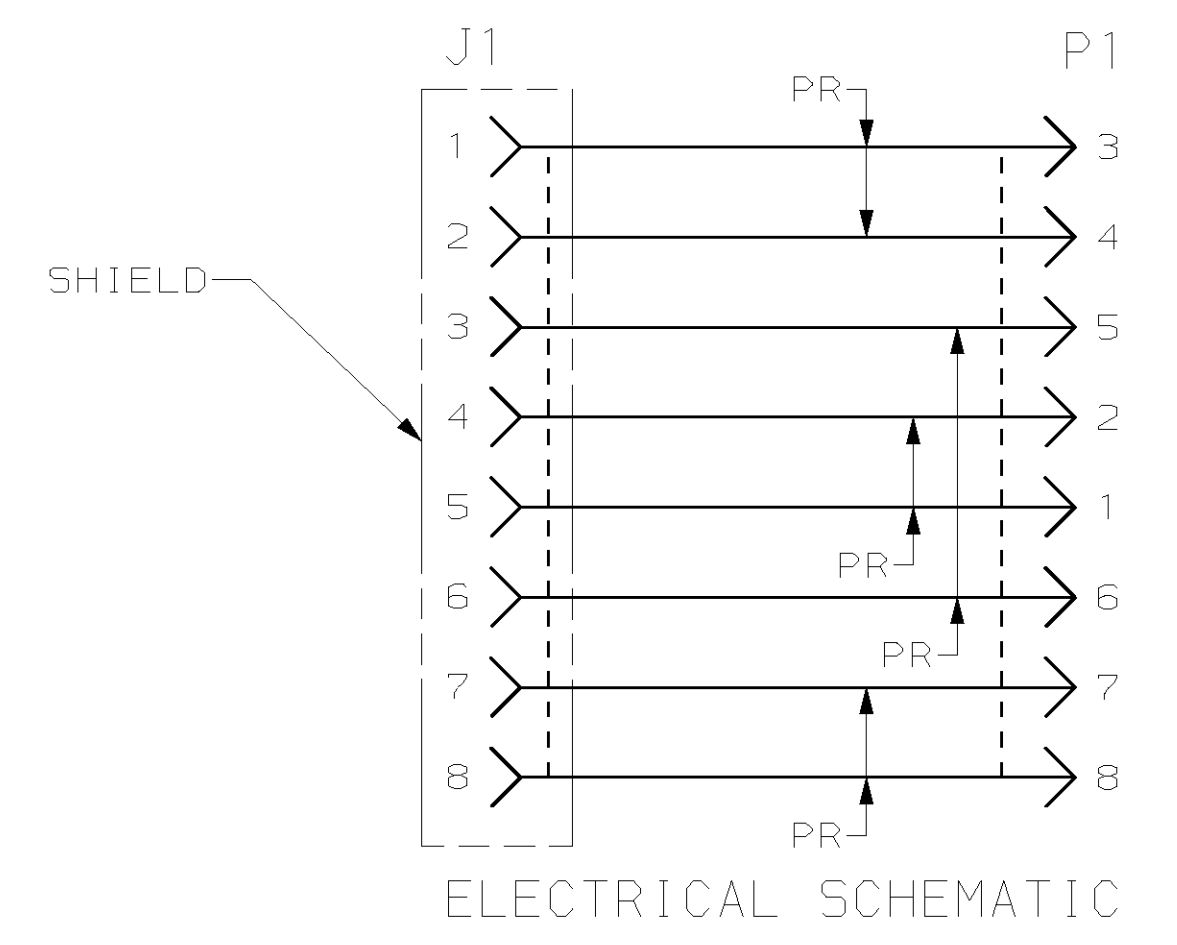 J1 P1
PR
1 3
2 4
SHIELD
3 5
4 2
5 1
PR
6 6
PR
7 7
8 8
PR
ELECTRICAL SCHEMATIC